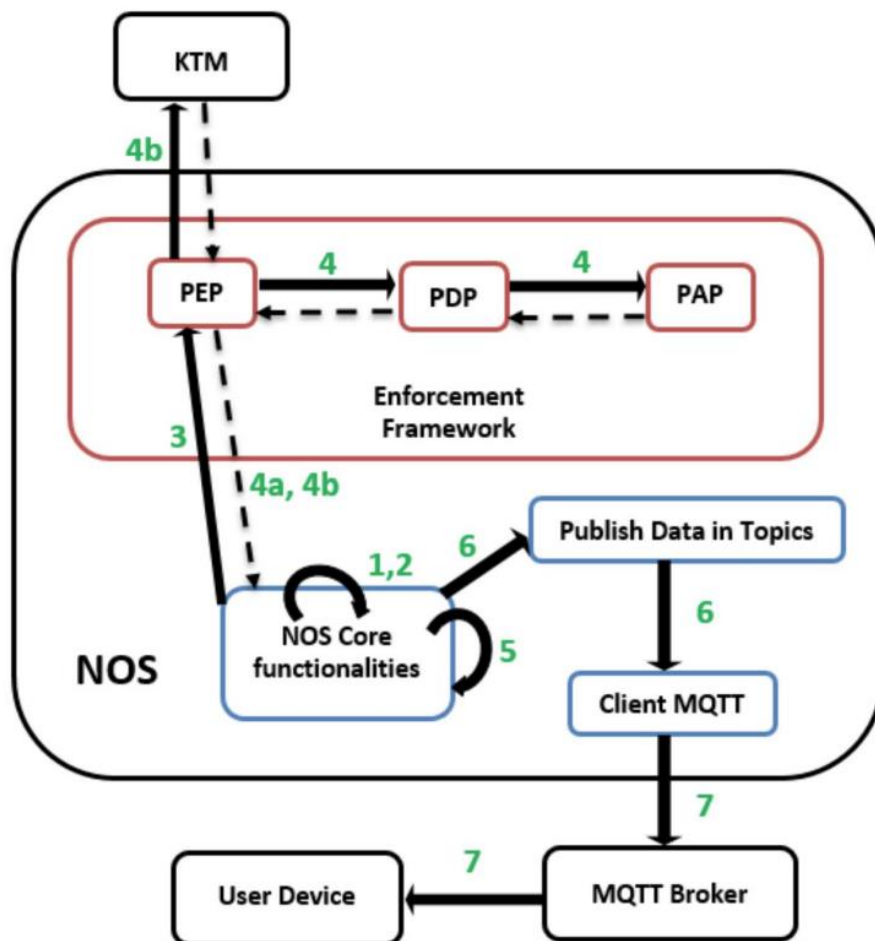 KTM
4b
4
4
PEP
PDP
PAP
Enforcement
Framework
3
4a, 4b
Publish Data in Topics
6
1,2
NOS Core
functionalities
5
6
NOS
Client MQTT
7
7
User Device
MQTT Broker